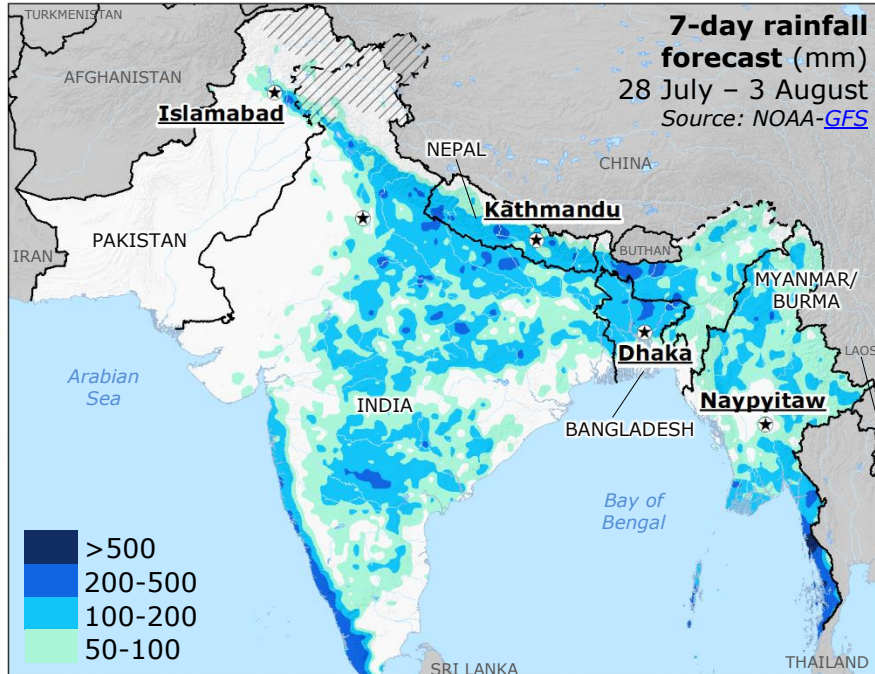 TURKMENISTAN
7-day rainfall
forecast (mm)
28 July – 3 August
Source: NOAA-GFS
AFGHANISTAN
Islamabad
NEPAL
CHINA
Kathmandu
PAKISTAN
IRAN
BUTHAN
MYANMAR/
BURMA
Dhaka
LAOS
Arabian
Sea
INDIA
Naypyitaw
BANGLADESH
Bay of
Bengal
>500
200-500
100-200
50-100
SRI LANKA
THAILAND